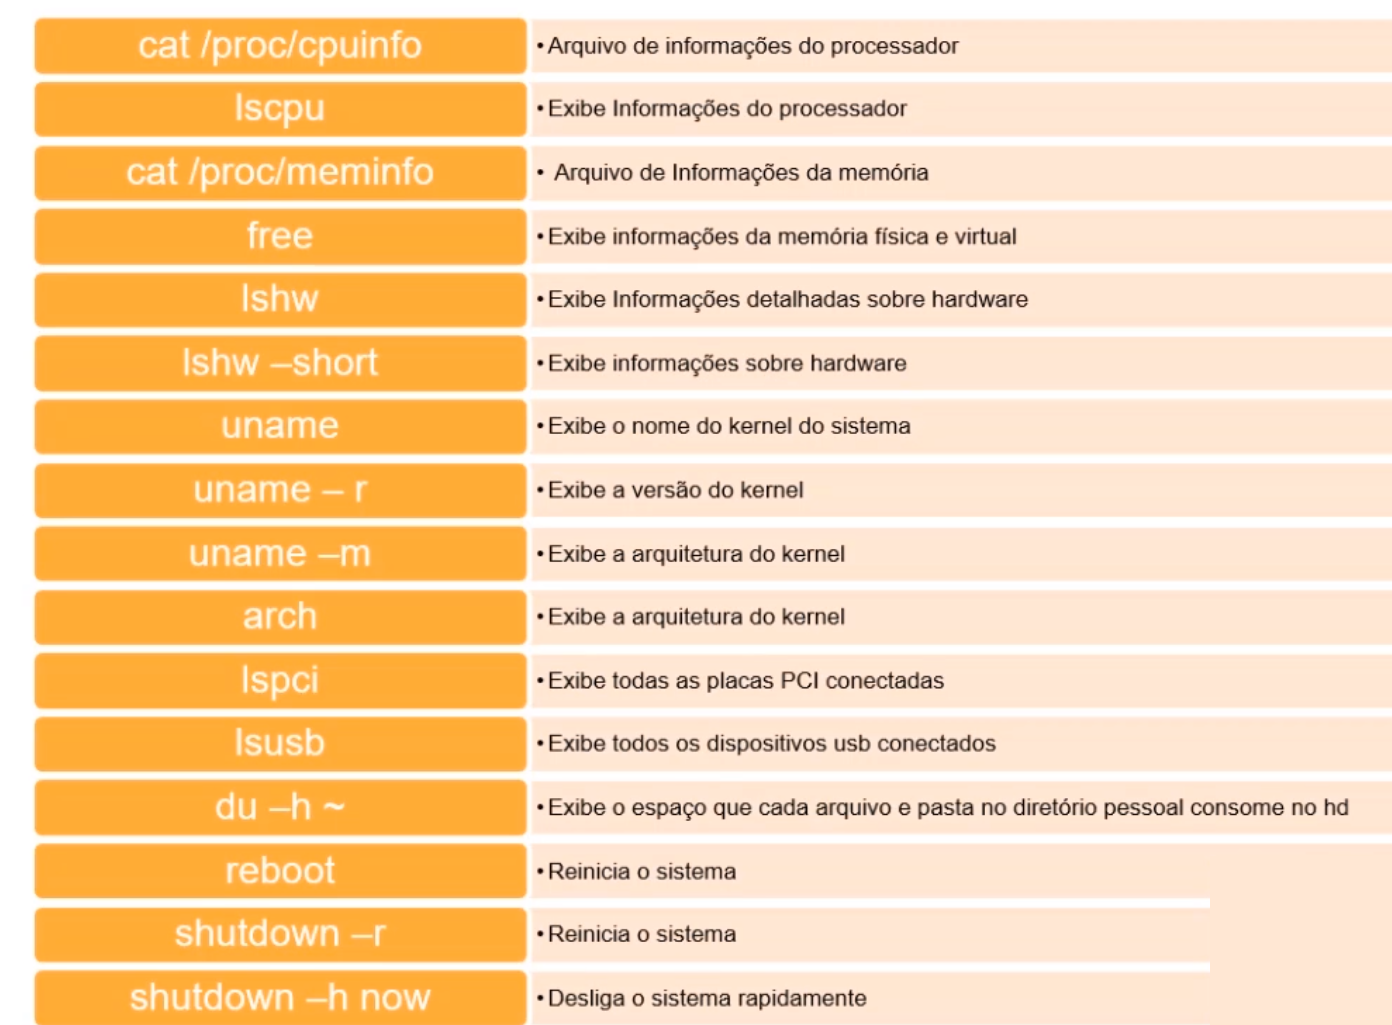 cat /proc/cpuinfo •Arquivo de informações do processador
lscpu •Exibe Informações do processador
cat /proc/meminfo • Arquivo de Informações da memória
free •Exibe informações da memória física e virtual
lshw •Exibe Informações detalhadas sobre hardware
lshw –short •Exibe informações sobre hardware
uname •Exibe o nome do kernel do sistema
uname – r •Exibe a versão do kernel
uname –m •Exibe a arquitetura do kernel
arch •Exibe a arquitetura do kernel
lspci •Exibe todas as placas PCI conectadas
lsusb •Exibe todos os dispositivos usb conectados
du –h ~ •Exibe o espaço que cada arquivo e pasta no diretório pessoal consome no hd
reboot •Reinicia o sistema
shutdown –r •Reinicia o sistema
shutdown –h now •Desliga o sistema rapidamente